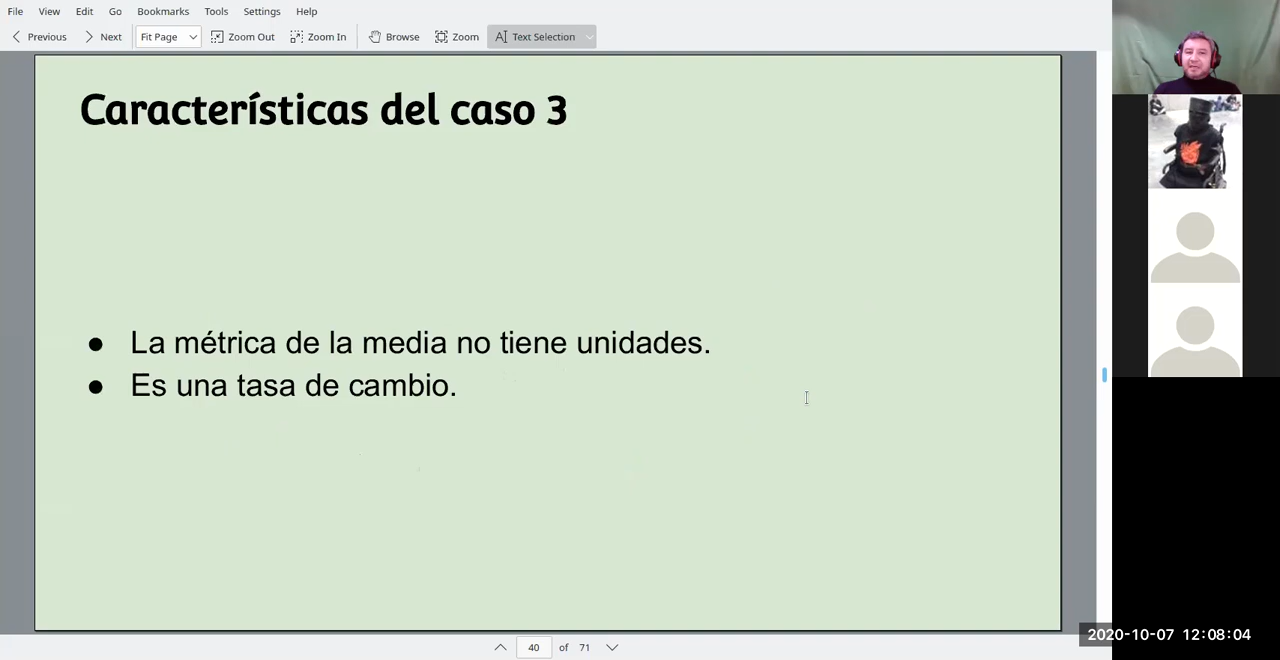 File View Edit Go Bookmarks Tools Settings Help
Previous Next Fit Page Zoom Out Zoom In Browse Zoom Text Selection
Características del caso 3
● La métrica de la media no tiene unidades.
● Es una tasa de cambio.
40 of 71
2020-10-07 12:08:04